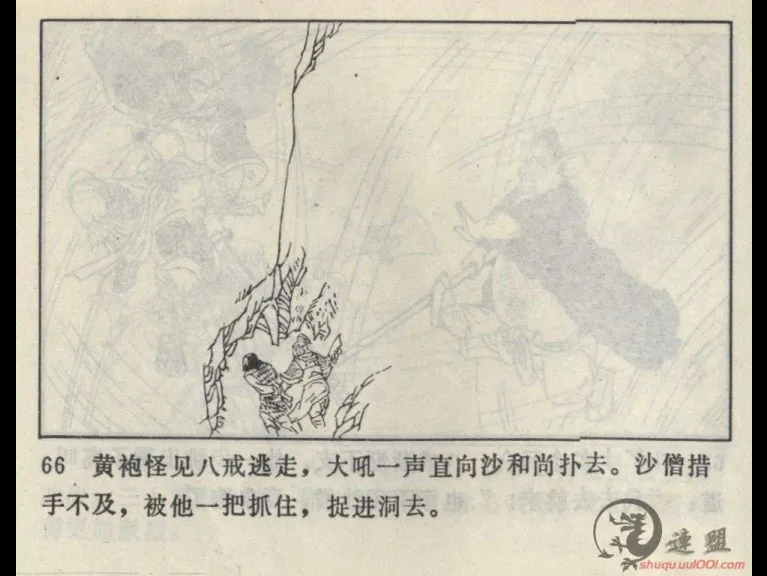 66 黄袍怪见八戒逃走，大吼一声直向沙和尚扑去。沙僧措
手不及，被他一把抓住，捉进洞去。
連盟
shuqu.uul001.com